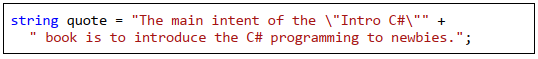 string quote = "The main intent of the \"Intro C#\"" +
" book is to introduce the C# programming to newbies.";